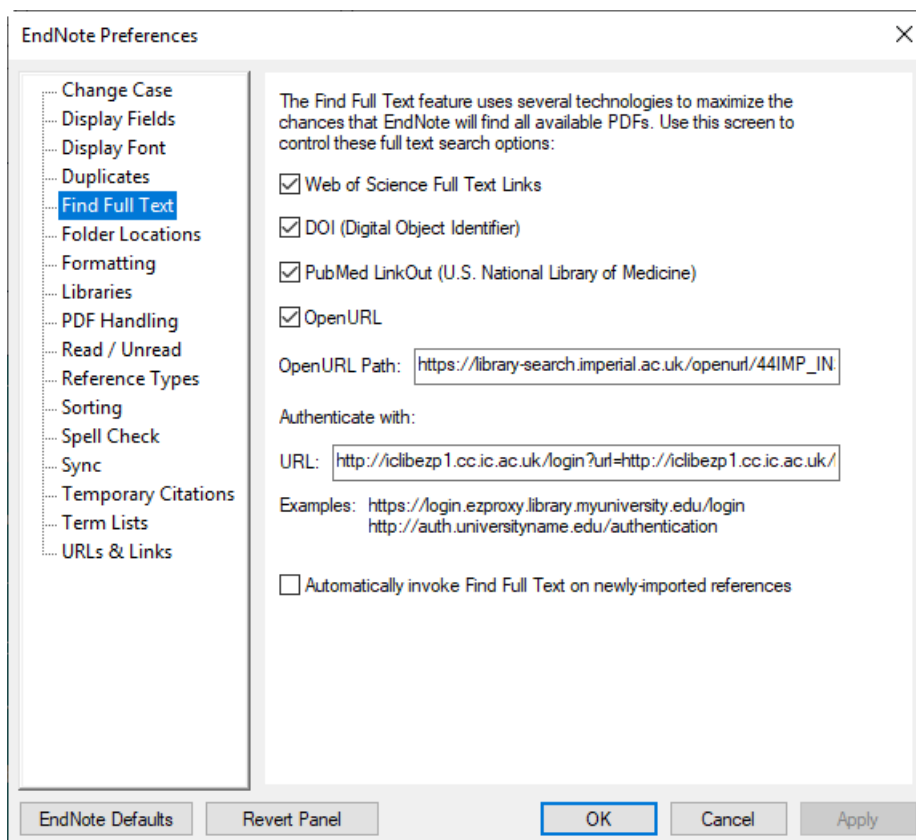 EndNote Preferences
Change Case
Display Fields
Display Font
Duplicates
Find Full Text
Folder Locations
Formatting
Libraries
PDF Handling
Read / Unread
Reference Types
Sorting
Spell Check
Sync
Temporary Citations
Term Lists
URLs & Links
The Find Full Text feature uses several technologies to maximize the
chances that EndNote will find all available PDFs. Use this screen to
control these full text search options:
Web of Science Full Text Links
DOI (Digital Object Identifier)
PubMed LinkOut (U.S. National Library of Medicine)
OpenURL
OpenURL Path: https://library-search.imperial.ac.uk/openurl/44IMP_IN
Authenticate with:
URL: http://iclibezp1.cc.ic.ac.uk/login?url=http://iclibezp1.cc.ic.ac.uk/
Examples: https://login.ezproxy.library.myuniversity.edu/login
http://auth.universityname.edu/authentication
Automatically invoke Find Full Text on newly-imported references
EndNote Defaults
Revert Panel
OK
Cancel
Apply